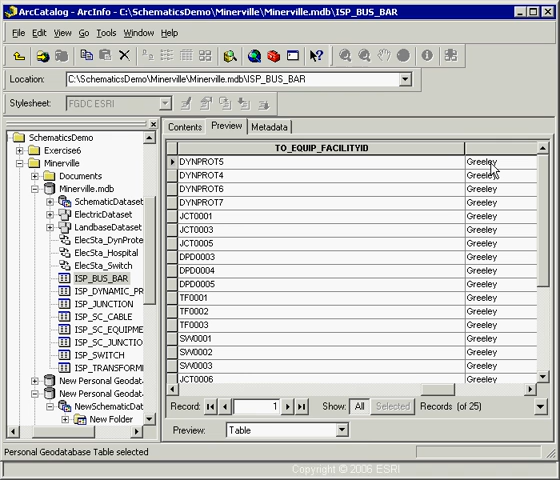 ArcCatalog - ArcInfo - C:\SchematicsDemo\Minerville\Minerville.mdb\ISP_BUS_BAR
File Edit View Go Tools Window Help
Location: C:\SchematicsDemo\Minerville\Minerville.mdb\ISP_BUS_BAR
Stylesheet: FGDC ESRI
SchematicsDemo
Exercise6
Minerville
Documents
Minerville.mdb
SchematicDataset
ElectricDataset
LandbaseDataset
ElecSta_DynProte
ElecSta_Hospital
ElecSta_Switch
ISP_BUS_BAR
ISP_DYNAMIC_PR
ISP_JUNCTION
ISP_SC_CABLE
ISP_SC_EQUIPME
ISP_SC_JUNCTION
ISP_SWITCH
ISP_TRANSFORM
New Personal Geodat
New Personal Geodat
NewSchematicDat
New Folder
Contents Preview Metadata
TO_EQUIP_FACILITYID
DYNPROT5 Greeley
DYNPROT4 Greeley
DYNPROT6 Greeley
DYNPROT7 Greeley
JCT0001 Greeley
JCT0003 Greeley
JCT0005 Greeley
DPD0003 Greeley
DPD0004 Greeley
DPD0005 Greeley
TF0001 Greeley
TF0002 Greeley
TF0003 Greeley
SW0001 Greeley
SW0002 Greeley
SW0003 Greeley
JCT0006 Greeley
Record: 1 Show: All Selected Records (of 25)
Preview: Table
Personal Geodatabase Table selected
Copyright © 2006 ESRI